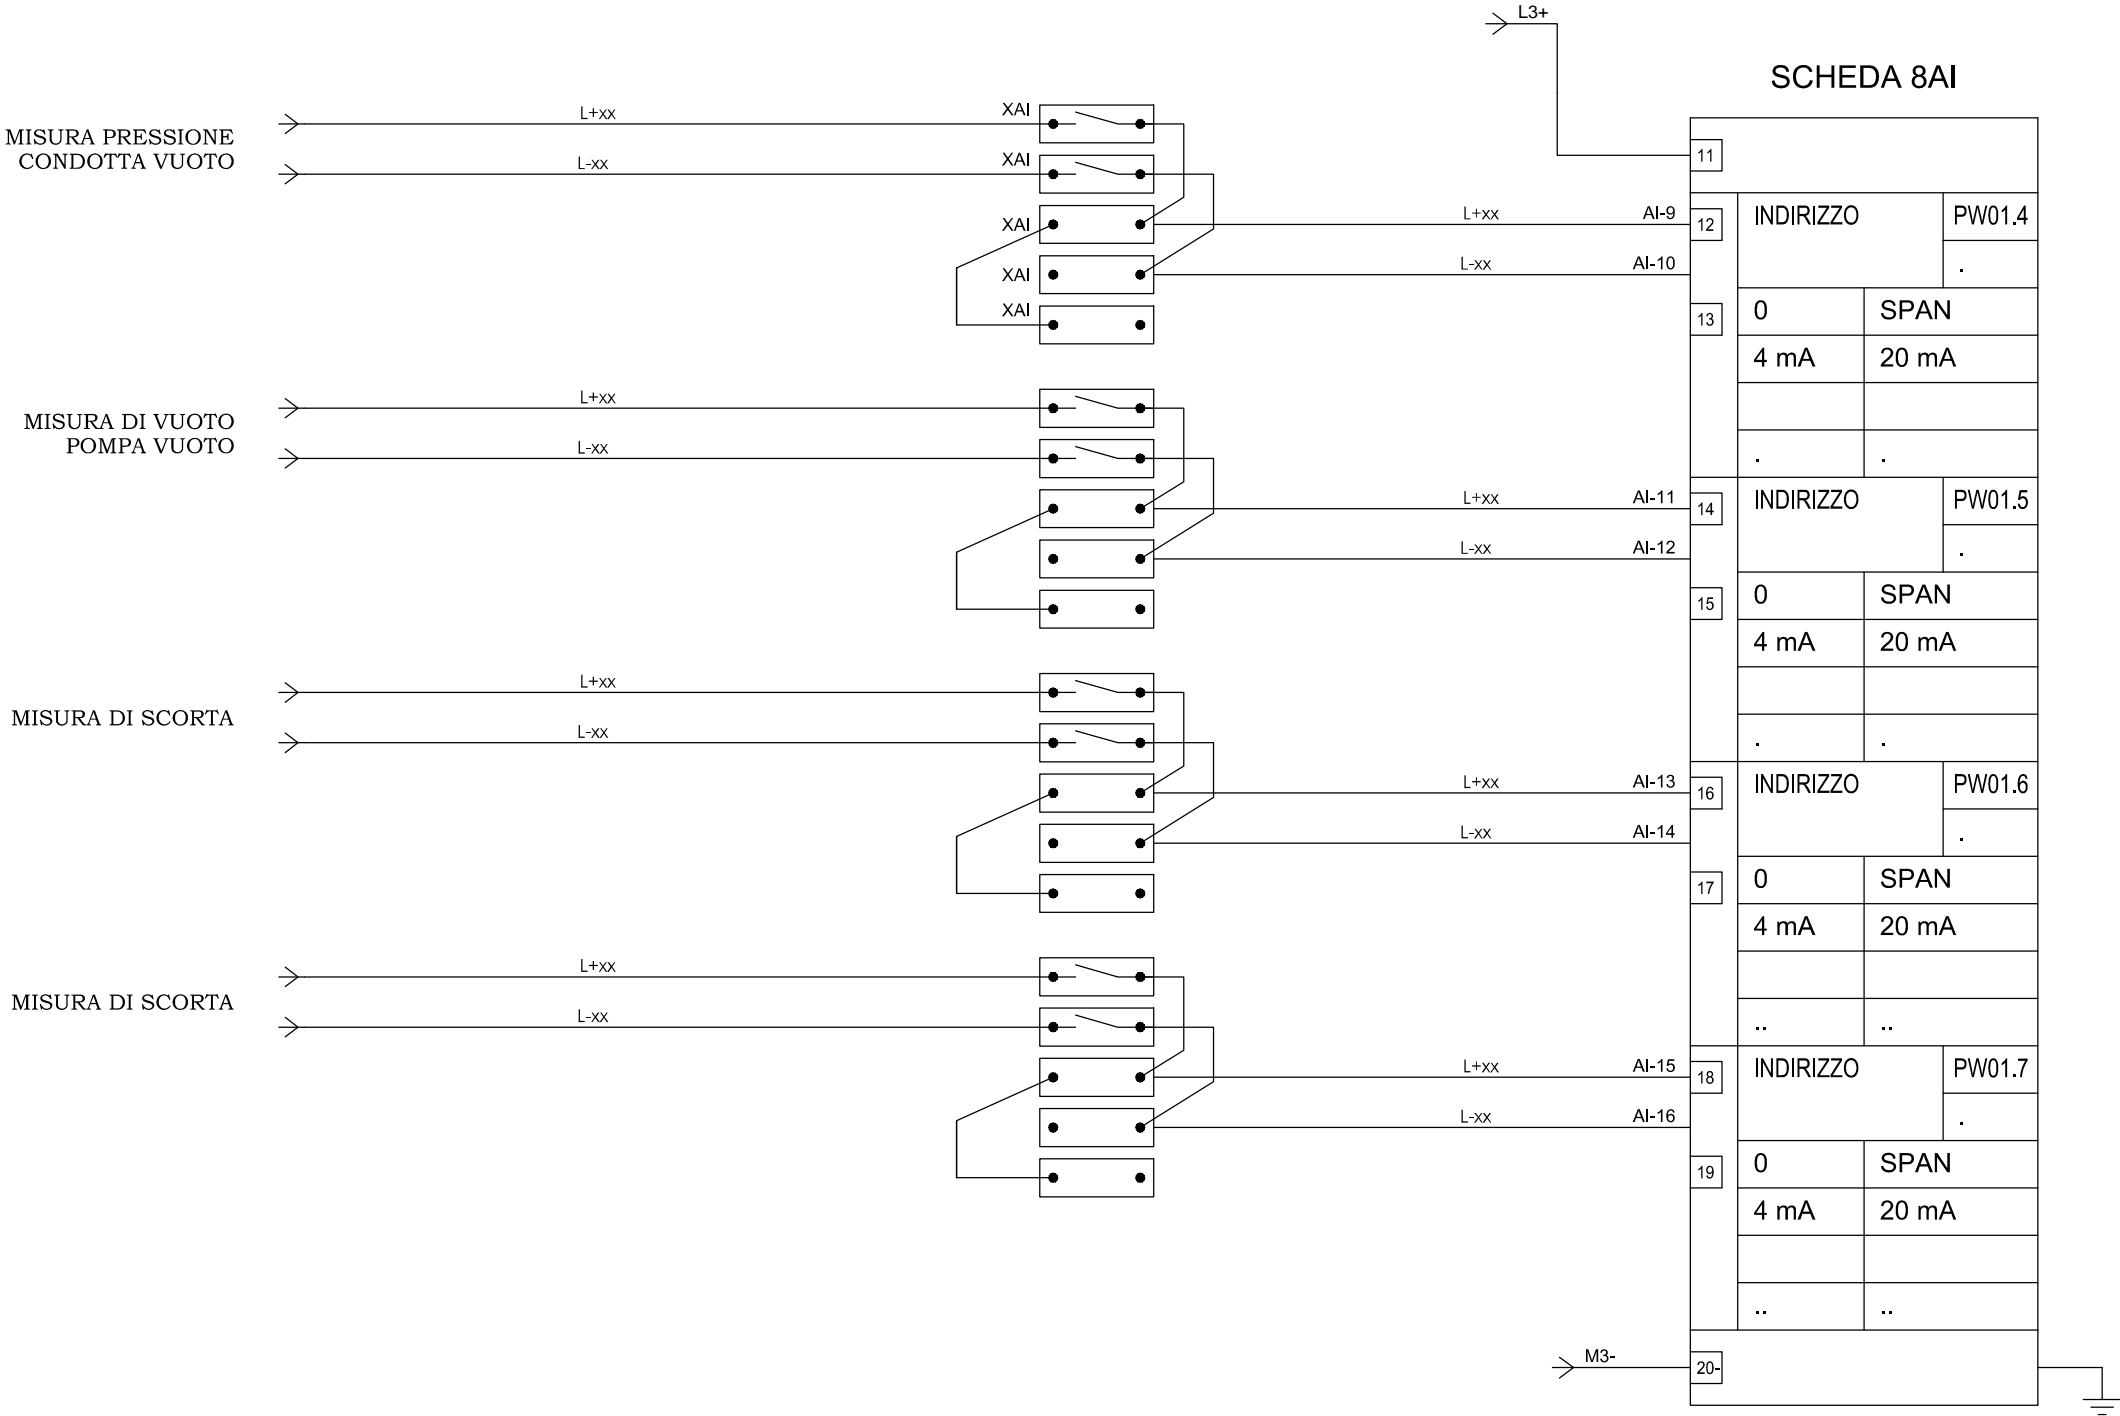 L3+
SCHEDA 8AI
MISURA PRESSIONE
CONDOTTA VUOTO
L+xx
XAI
L-xx
XAI
11
XAI
L+xx
AI-9
12
INDIRIZZO
PW01.4
XAI
L-xx
AI-10
.
XAI
13
0
SPAN
4 mA
20 mA
.
.
MISURA DI VUOTO
POMPA VUOTO
L+xx
L-xx
L+xx
AI-11
14
INDIRIZZO
PW01.5
L-xx
AI-12
.
15
0
SPAN
4 mA
20 mA
.
.
MISURA DI SCORTA
L+xx
L-xx
L+xx
AI-13
16
INDIRIZZO
PW01.6
L-xx
AI-14
.
17
0
SPAN
4 mA
20 mA
..
..
MISURA DI SCORTA
L+xx
L-xx
L+xx
AI-15
18
INDIRIZZO
PW01.7
L-xx
AI-16
.
19
0
SPAN
4 mA
20 mA
..
..
M3-
20-